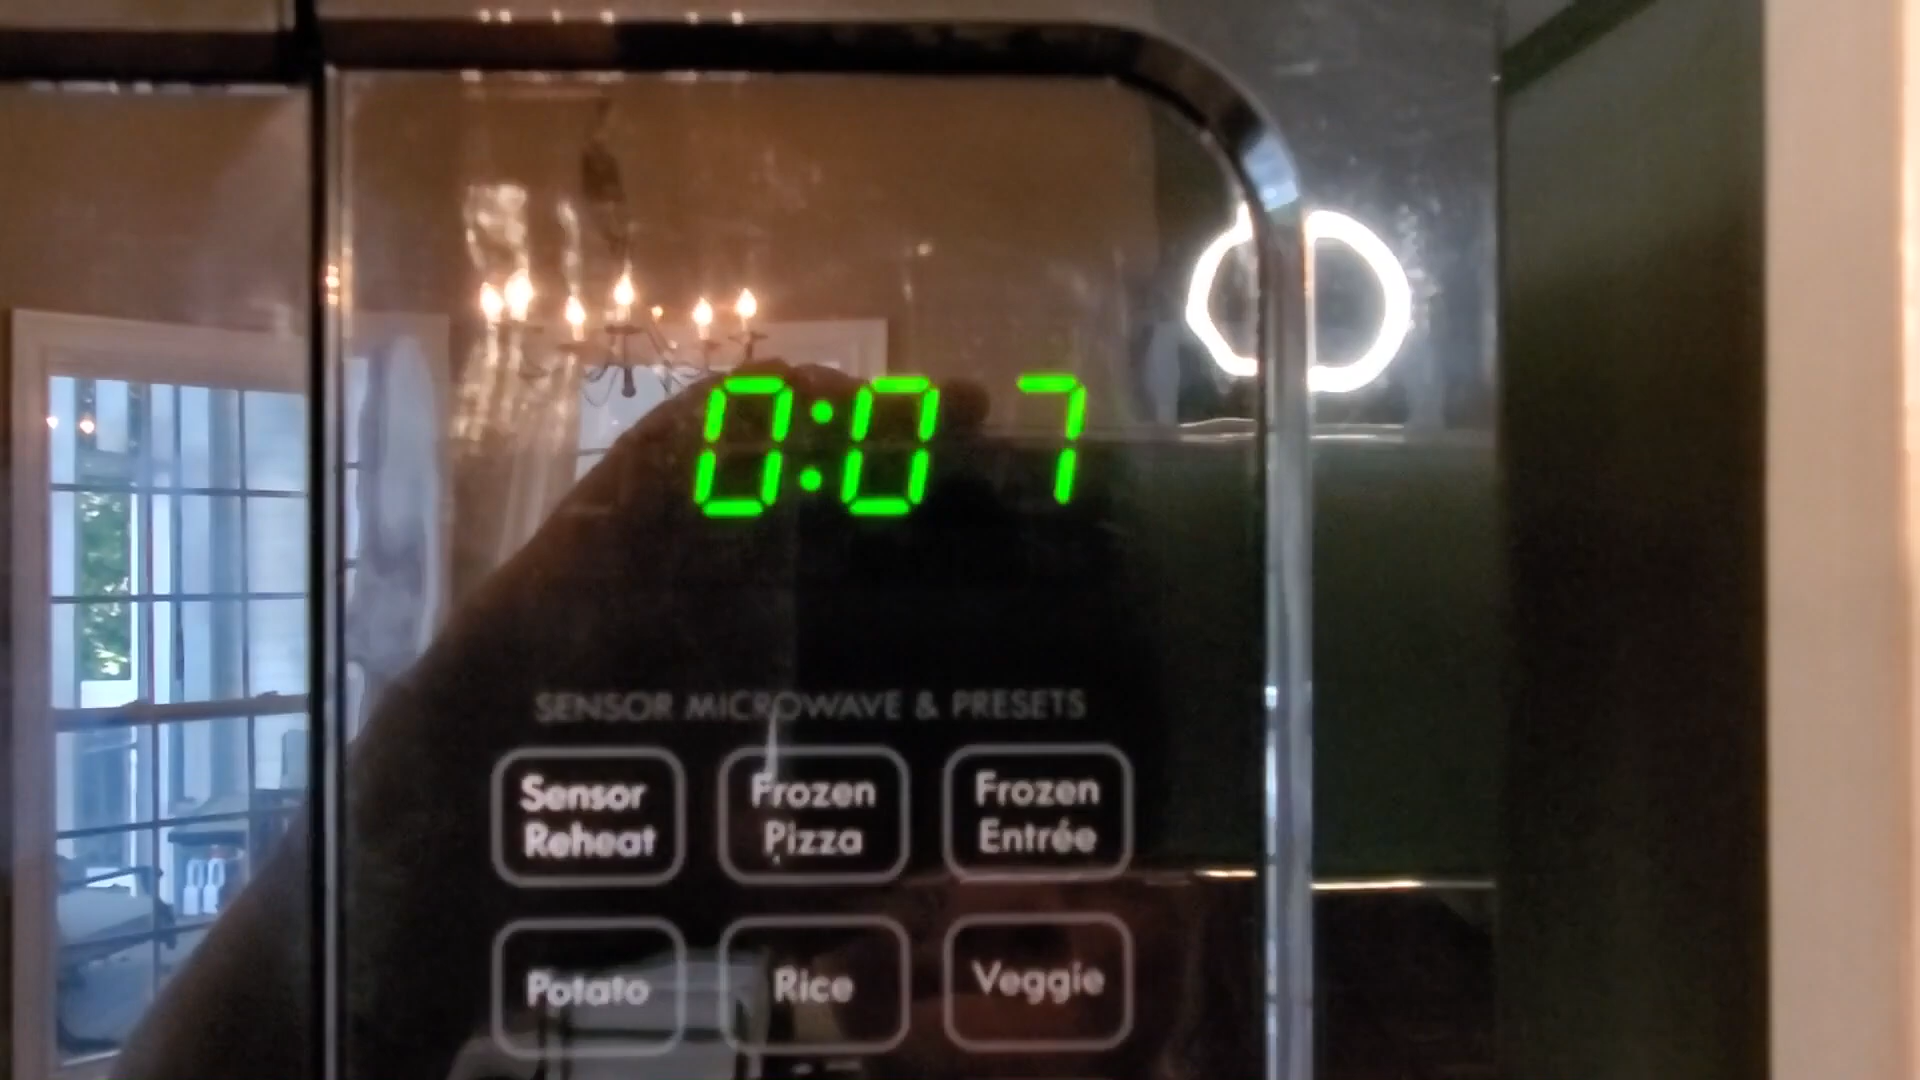 0:07
SENSOR MICROWAVE & PRESETS
Sensor Reheat
Frozen Pizza
Frozen Entrée
Potato
Rice
Veggie